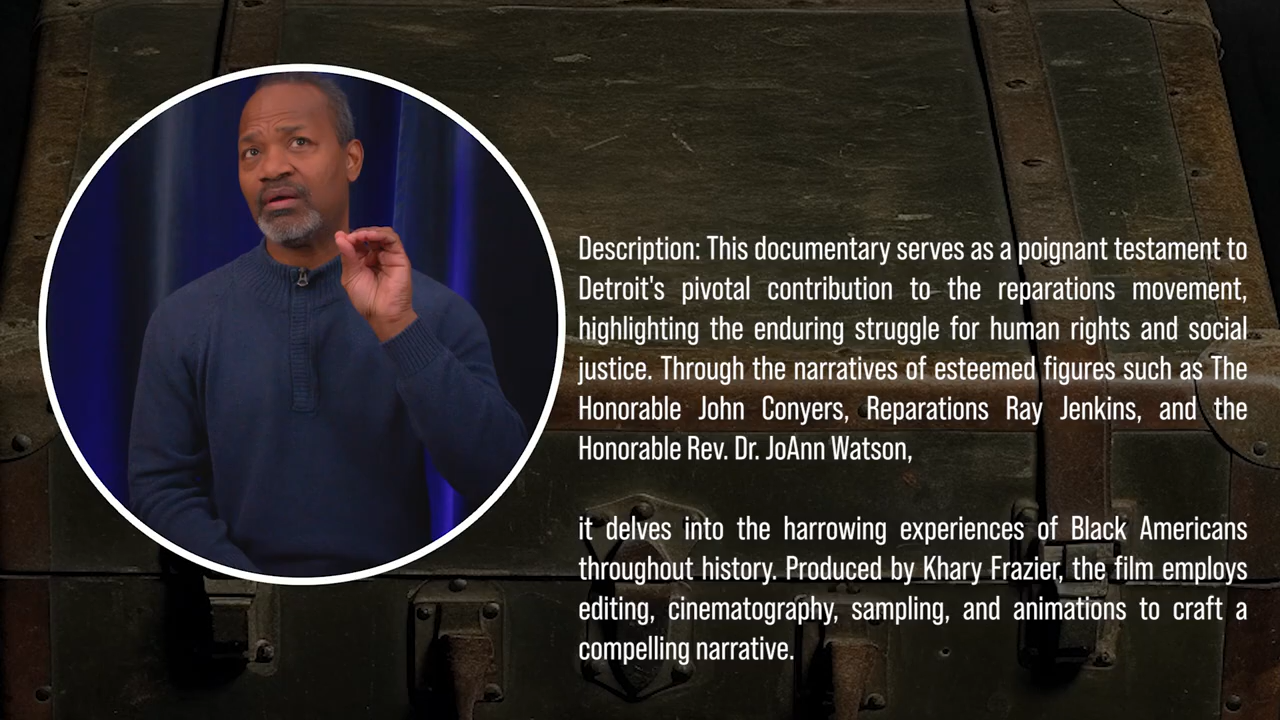 Description: This documentary serves as a poignant testament to
Detroit's pivotal contribution to the reparations movement,
highlighting the enduring struggle for human rights and social
justice. Through the narratives of esteemed figures such as The
Honorable John Conyers, Reparations Ray Jenkins, and the
Honorable Rev. Dr. JoAnn Watson,
it delves into the harrowing experiences of Black Americans
throughout history. Produced by Khary Frazier, the film employs
editing, cinematography, sampling, and animations to craft a
compelling narrative.